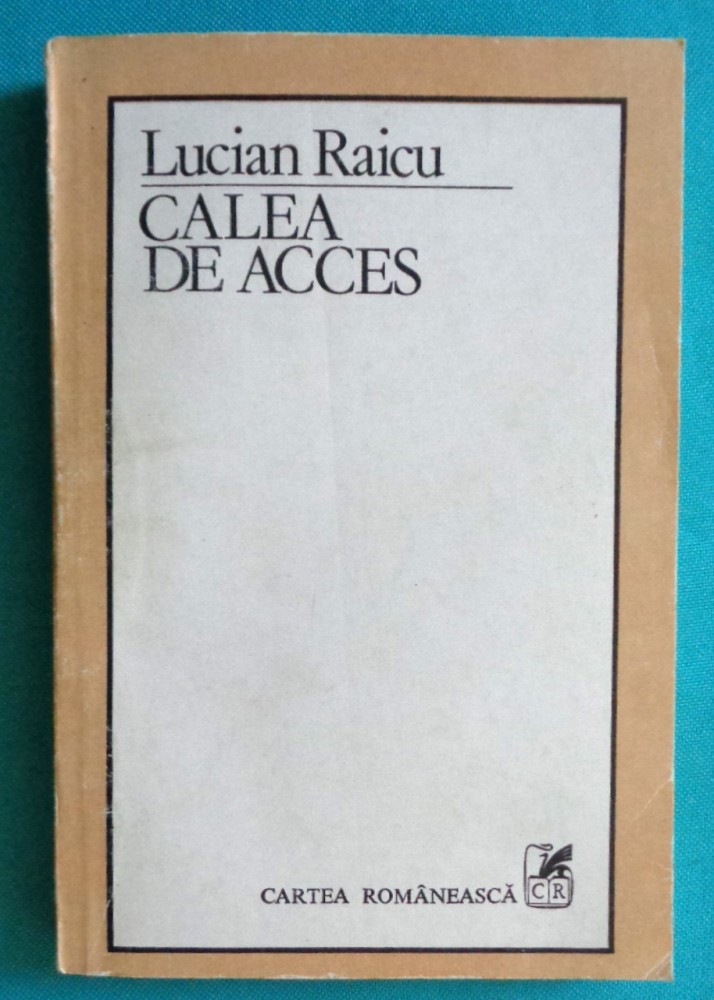 Lucian Raicu
CALEA
DE ACCES
CARTEA ROMÂNEASCĂ
CR